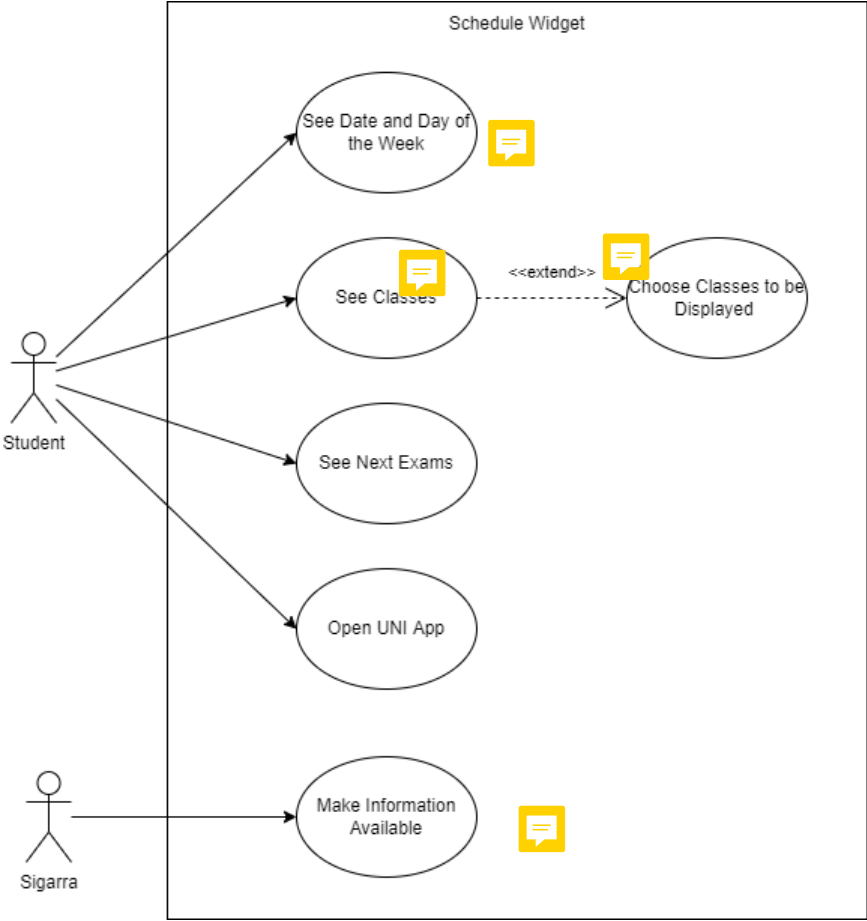 Schedule Widget
See Date and Day of
the Week
See Classes
<<extend>>
Choose Classes to be
Displayed
Student
See Next Exams
Open UNI App
Make Information
Available
Sigarra